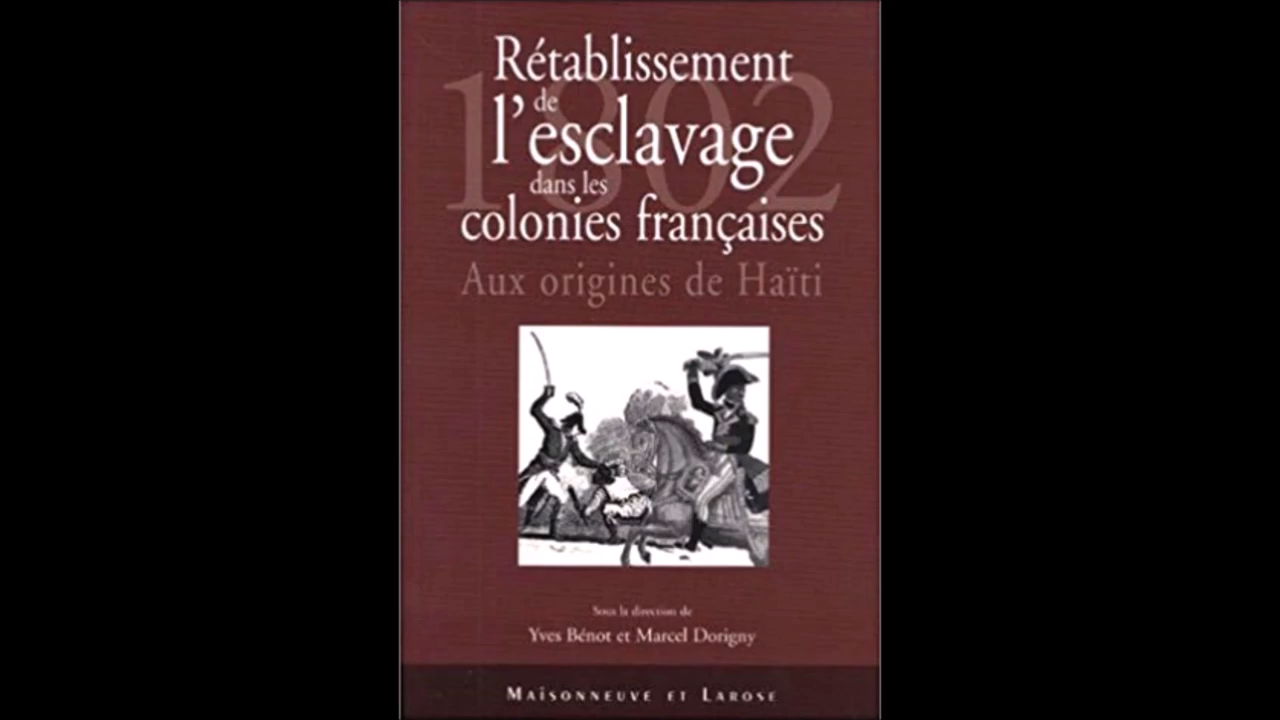 1802
Rétablissement
de
l'esclavage
dans les
colonies françaises
Aux origines de Haïti
Sous la direction de
Yves Bénot et Marcel Dorigny
Maisonneuve et Larose